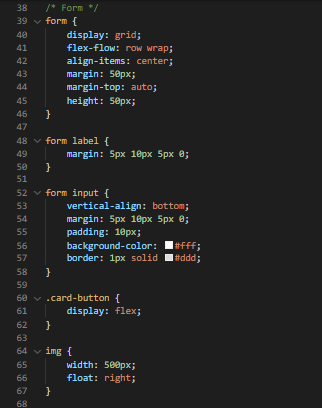 38 /* Form */
39 form {
40 display: grid;
41 flex-flow: row wrap;
42 align-items: center;
43 margin: 50px;
44 margin-top: auto;
45 height: 50px;
46 }
47
48 form label {
49 margin: 5px 10px 5px 0;
50 }
51
52 form input {
53 vertical-align: bottom;
54 margin: 5px 10px 5px 0;
55 padding: 10px;
56 background-color: #fff;
57 border: 1px solid #ddd;
58 }
59
60 .card-button {
61 display: flex;
62 }
63
64 img {
65 width: 500px;
66 float: right;
67 }
68